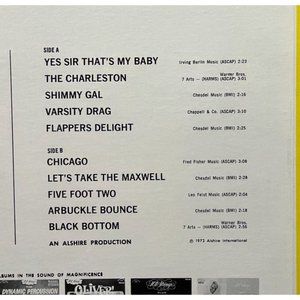 SIDE A
YES SIR THAT'S MY BABY Irving Berlin Music (ASCAP) 2:23
THE CHARLESTON Warner Bros. 7 Arts — (HARMS) (ASCAP) 3:01
SHIMMY GAL Chesdel Music (BMI) 2:16
VARSITY DRAG Chappell & Co. (ASCAP) 3:10
FLAPPERS DELIGHT Chesdel Music (BMI) 2:25
SIDE B
CHICAGO Fred Fisher Music (ASCAP) 3:08
LET'S TAKE THE MAXWELL Chesdel Music (BMI) 2:28
FIVE FOOT TWO Leo Feist Music (ASCAP) 2:04
ARBUCKLE BOUNCE Chesdel Music (BMI) 2:18
BLACK BOTTOM Warner Bros. 7 Arts — (HARMS) (ASCAP) 2:56
AN ALSHIRE PRODUCTION © 1973 Alshire International
ALBUMS IN THE SOUND OF MAGNIFICENCE
DYNAMIC PERCUSSION
OLIVER!
101 Strings